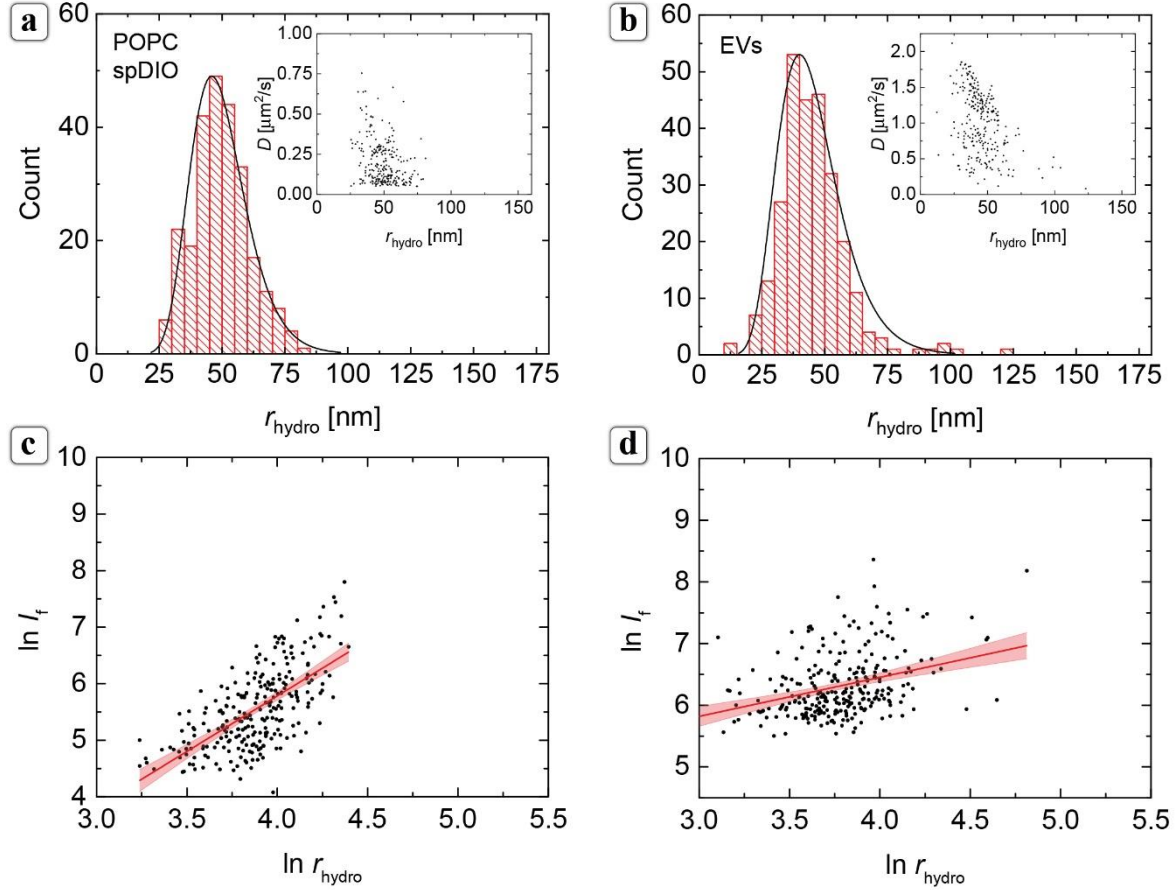 a
POPC
spDIO
Count
60
40
20
0
0 25 50 75 100 125 150 175
r_hydro [nm]
D [µm²/s]
1.00
0.75
0.50
0.25
0.00
0 50 100 150
r_hydro [nm]
b
EVs
Count
60
50
40
30
20
10
0
0 25 50 75 100 125 150 175
r_hydro [nm]
D [µm²/s]
2.0
1.5
1.0
0.5
0
0 50 100 150
r_hydro [nm]
c
ln I_f
10
9
8
7
6
5
4
3.0 3.5 4.0 4.5 5.0 5.5
ln r_hydro
d
ln I_f
10
9
8
7
6
5
3.0 3.5 4.0 4.5 5.0 5.5
ln r_hydro